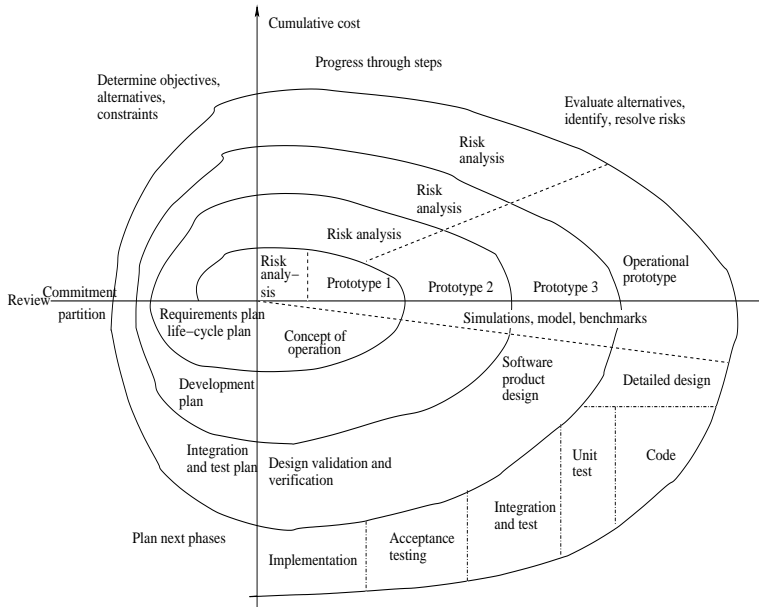 Cumulative cost
Progress through steps
Determine objectives,
alternatives,
constraints
Evaluate alternatives,
identify, resolve risks
Risk
analysis
Risk
analysis
Risk analysis
Risk
analy–
sis
Prototype 1
Prototype 2
Prototype 3
Operational
prototype
Review
Commitment
partition
Requirements plan
life–cycle plan
Concept of
operation
Simulations, model, benchmarks
Development
plan
Software
product
design
Detailed design
Integration
and test plan
Design validation and
verification
Unit
test
Code
Integration
and test
Acceptance
testing
Implementation
Plan next phases